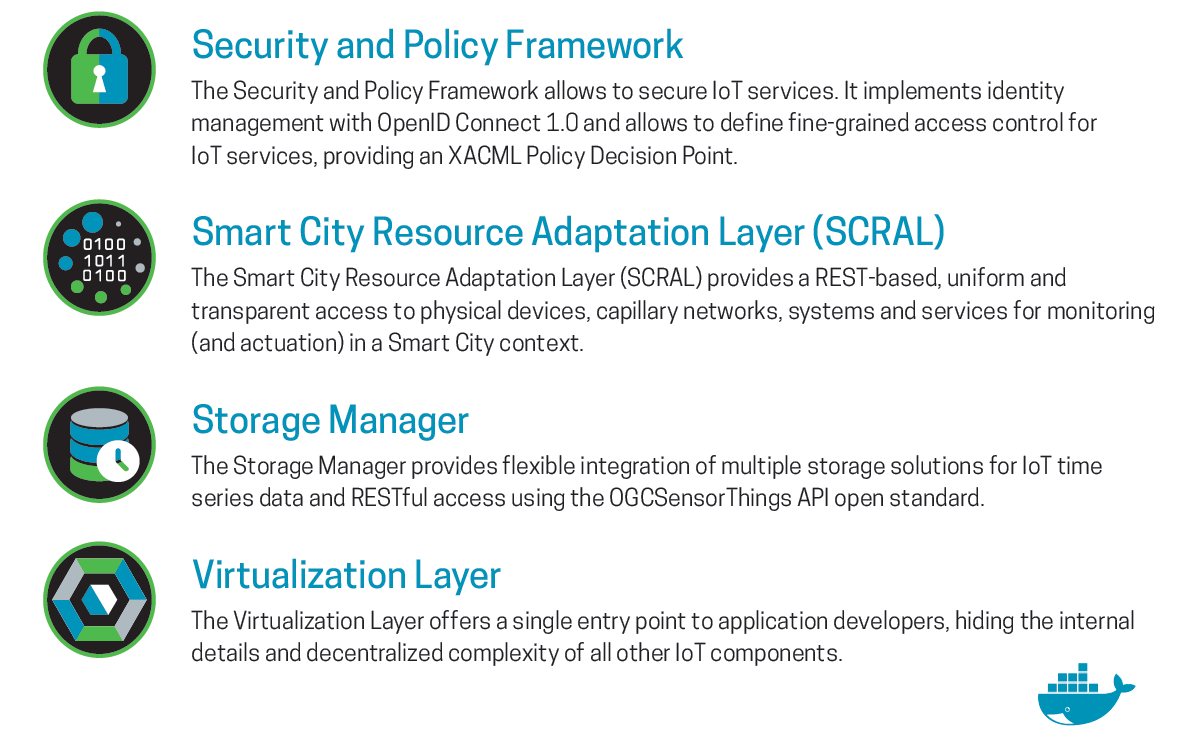 Security and Policy Framework
The Security and Policy Framework allows to secure IoT services. It implements identity
management with OpenID Connect 1.0 and allows to define fine-grained access control for
IoT services, providing an XACML Policy Decision Point.
0100
1011
0100
Smart City Resource Adaptation Layer (SCRAL)
The Smart City Resource Adaptation Layer (SCRAL) provides a REST-based, uniform and
transparent access to physical devices, capillary networks, systems and services for monitoring
(and actuation) in a Smart City context.
Storage Manager
The Storage Manager provides flexible integration of multiple storage solutions for IoT time
series data and RESTful access using the OGCSensorThings API open standard.
Virtualization Layer
The Virtualization Layer offers a single entry point to application developers, hiding the internal
details and decentralized complexity of all other IoT components.